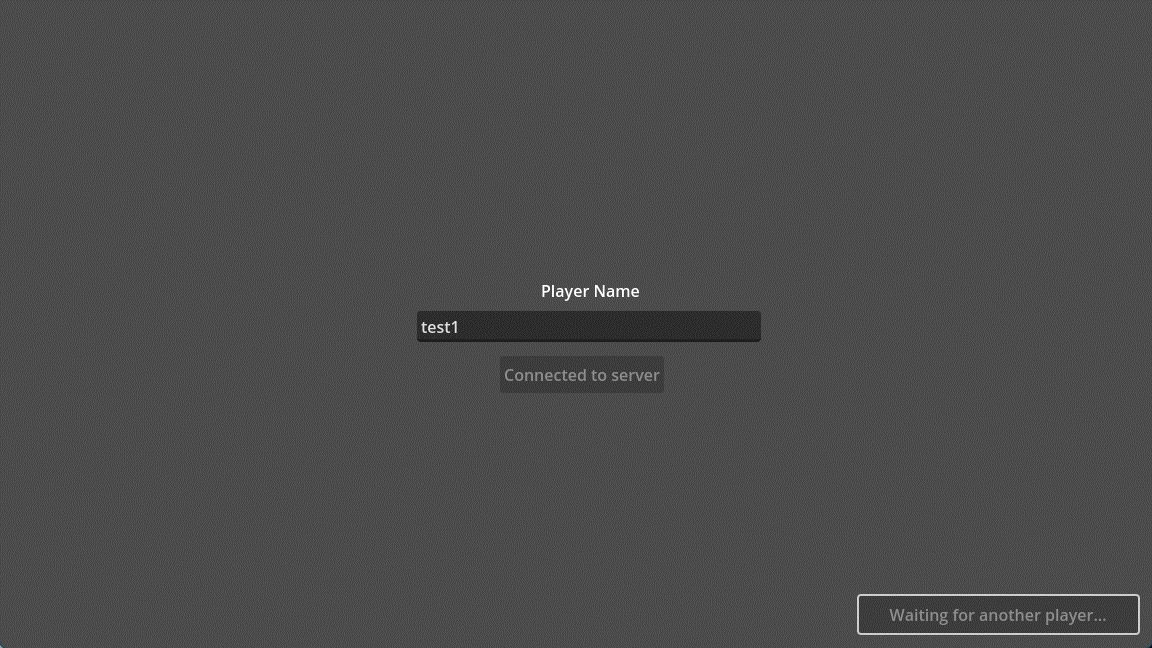 Player Name
test1
Connected to server
Waiting for another player...